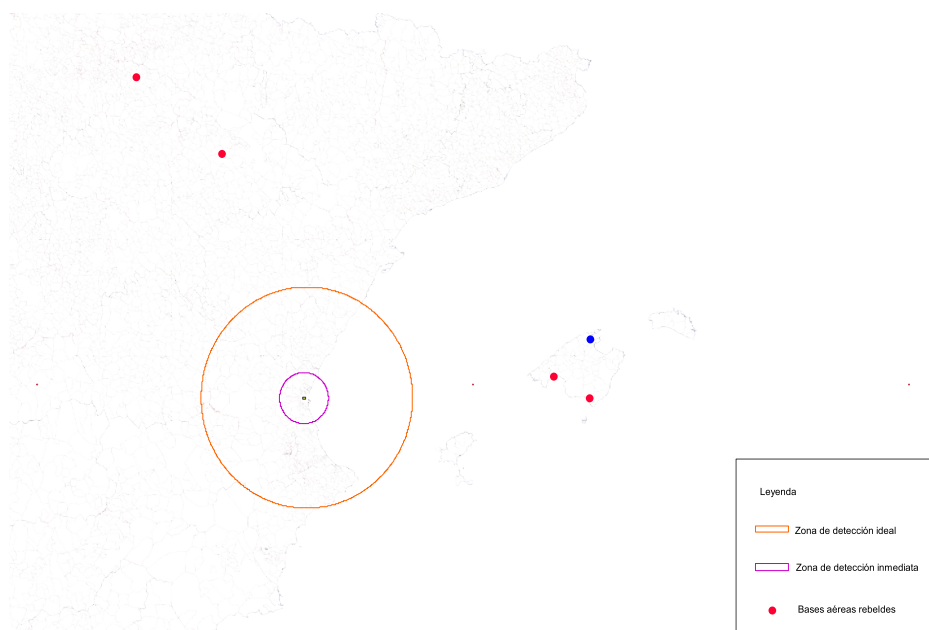 Leyenda
Zona de detección ideal
Zona de detección inmediata
Bases aéreas rebeldes